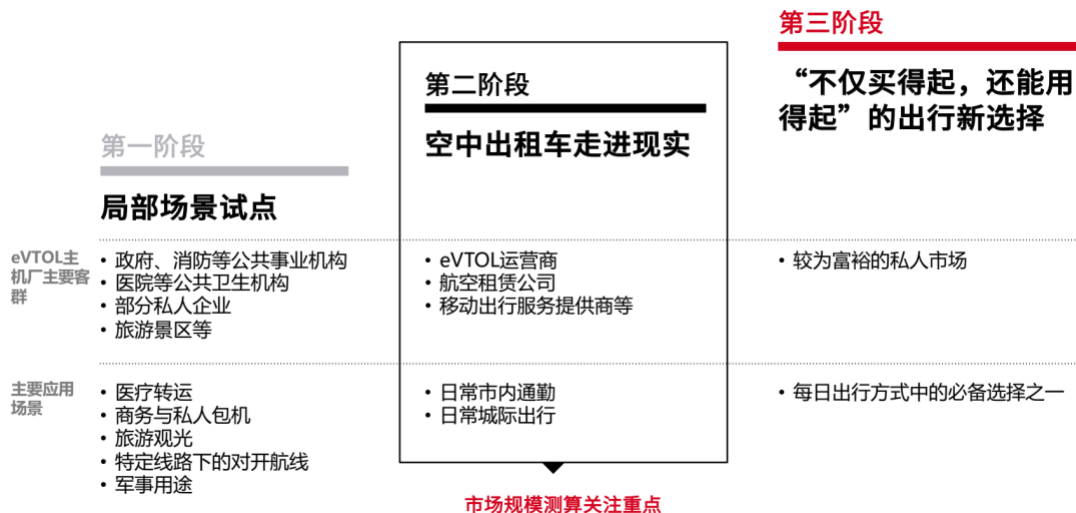 第一阶段
局部场景试点
第二阶段
空中出租车走进现实
第三阶段
“不仅买得起，还能用
得起”的出行新选择
eVTOL主
机厂主要客
群
• 政府、消防等公共事业机构
• 医院等公共卫生机构
• 部分私人企业
• 旅游景区等
• eVTOL运营商
• 航空租赁公司
• 移动出行服务提供商等
• 较为富裕的私人市场
主要应用
场景
• 医疗转运
• 商务与私人包机
• 旅游观光
• 特定线路下的对开航线
• 军事用途
• 日常市内通勤
• 日常城际出行
• 每日出行方式中的必备选择之一
市场规模测算关注重点